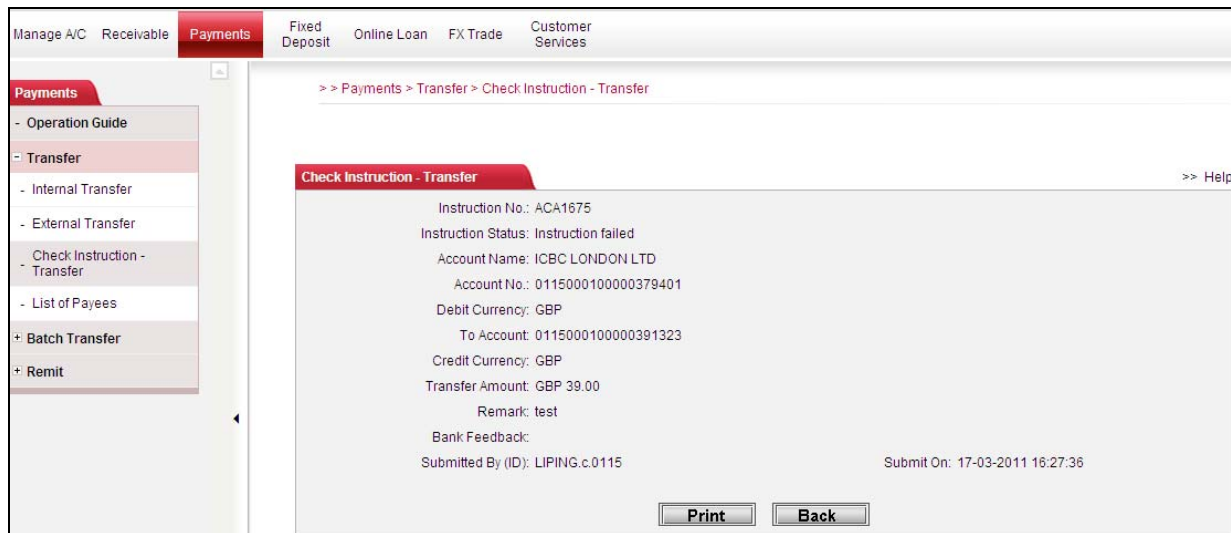 Manage A/C Receivable Payments Fixed Deposit Online Loan FX Trade Customer Services
Payments
- Operation Guide
- Transfer
- Internal Transfer
- External Transfer
- Check Instruction -
Transfer
- List of Payees
+ Batch Transfer
+ Remit
> > Payments > Transfer > Check Instruction - Transfer
Check Instruction - Transfer >> Help
Instruction No.: ACA1675
Instruction Status: Instruction failed
Account Name: ICBC LONDON LTD
Account No.: 0115000100000379401
Debit Currency: GBP
To Account: 0115000100000391323
Credit Currency: GBP
Transfer Amount: GBP 39.00
Remark: test
Bank Feedback:
Submitted By (ID): LIPING.c.0115 Submit On: 17-03-2011 16:27:36
Print Back